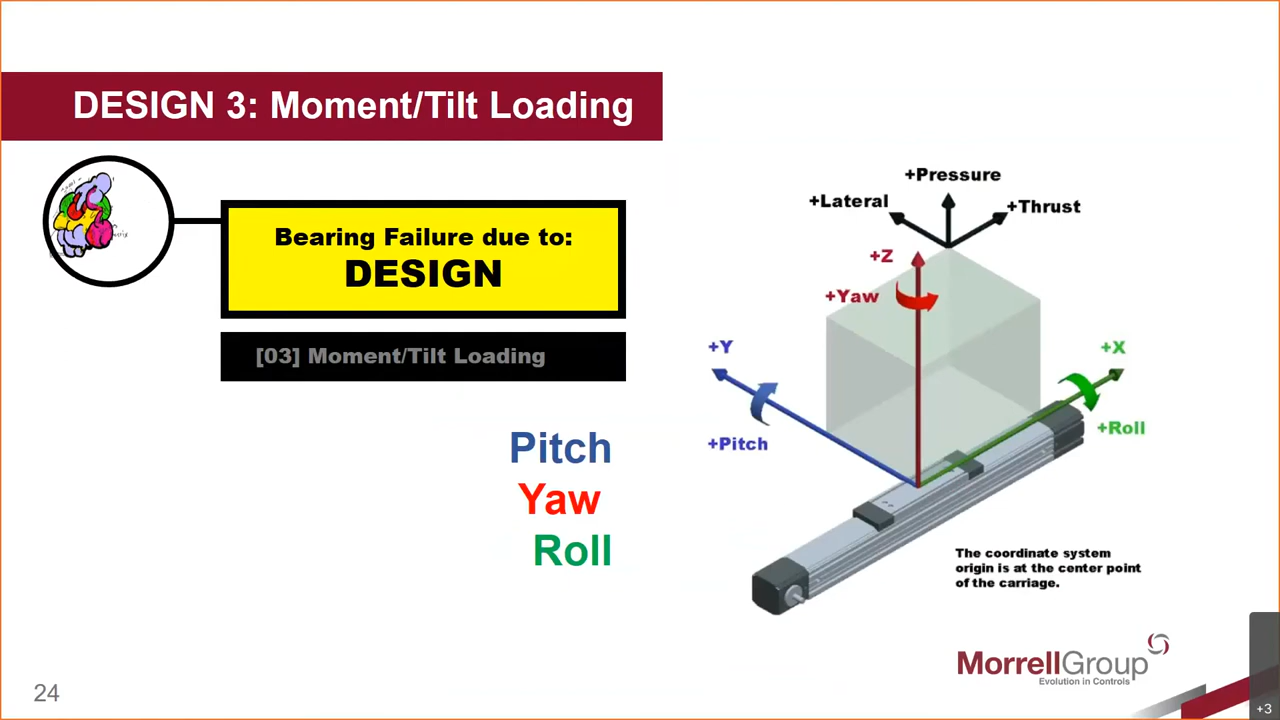 DESIGN 3: Moment/Tilt Loading
Bearing Failure due to:
DESIGN
[03] Moment/Tilt Loading
Pitch
Yaw
Roll
+Pressure
+Lateral
+Thrust
+Z
+Yaw
+Y
+X
+Pitch
+Roll
The coordinate system
origin is at the center point
of the carriage.
MorrellGroup
Evolution in Controls
24
+3